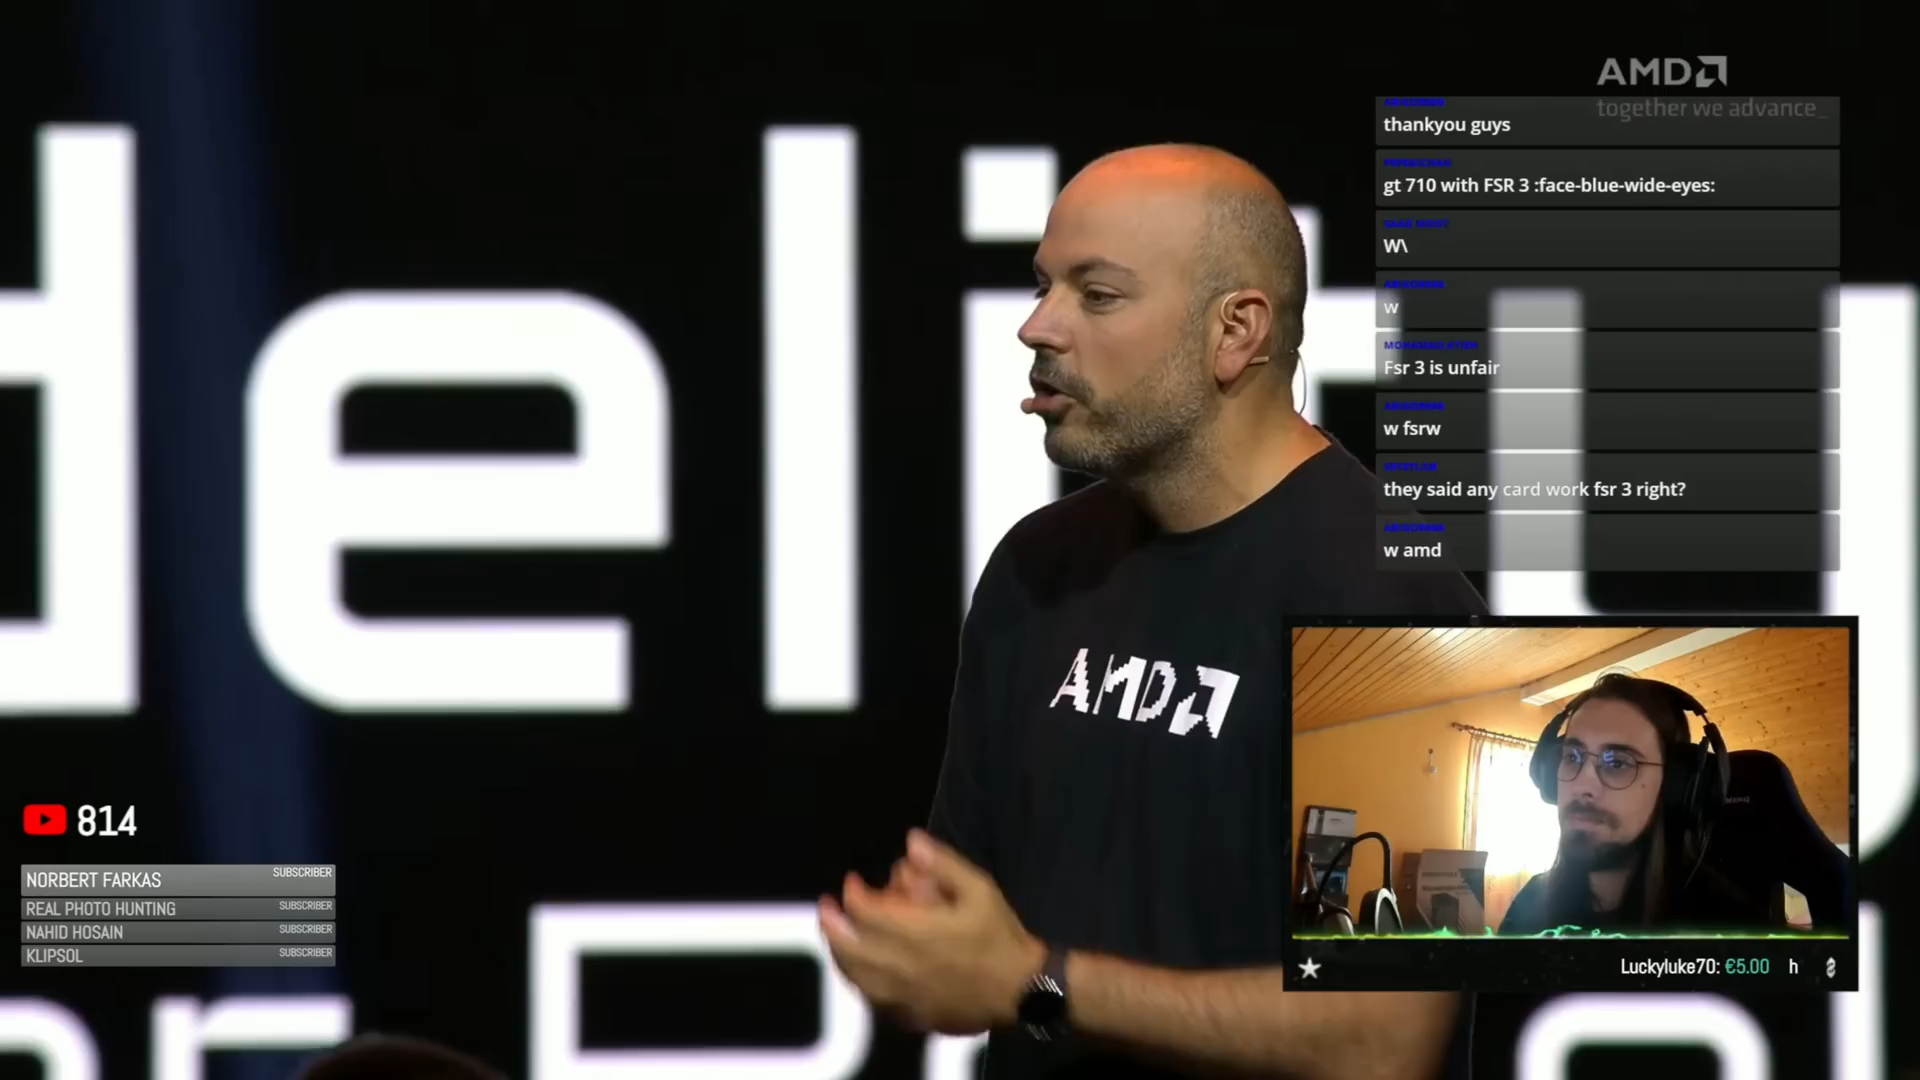 AMD
together we advance_
thankyou guys
gt 710 with FSR 3 :face-blue-wide-eyes:
W\
w
Fsr 3 is unfair
w fsrw
they said any card work fsr 3 right?
w amd
delity
AMD
814
NORBERT FARKAS SUBSCRIBER
REAL PHOTO HUNTING SUBSCRIBER
NAHID HOSAIN SUBSCRIBER
KLIPSOL SUBSCRIBER
Luckyluke70: €5.00 h